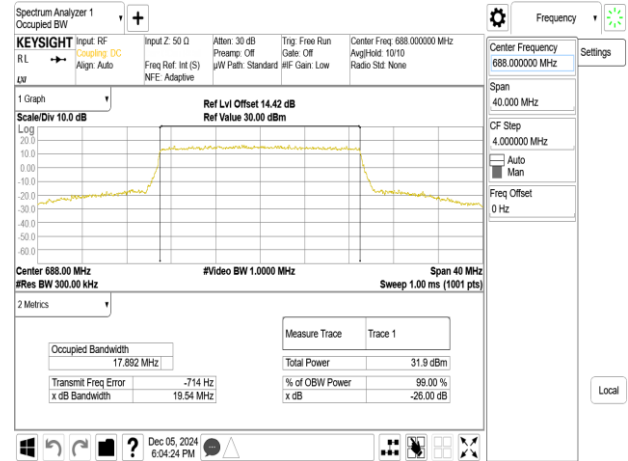 Spectrum Analyzer 1
Occupied BW
Frequency
KEYSIGHT
RL
LXI
Input: RF
Coupling: DC
Align: Auto
Input Z: 50 Ω
Freq Ref: Int (S)
NFE: Adaptive
Atten: 30 dB
Preamp: Off
µW Path: Standard
Trig: Free Run
Gate: Off
#IF Gain: Low
Center Freq: 688.000000 MHz
Avg|Hold: 10/10
Radio Std: None
Center Frequency
688.000000 MHz
Settings
Span
40.000 MHz
CF Step
4.000000 MHz
Auto
Man
Freq Offset
0 Hz
Local
1 Graph
Scale/Div 10.0 dB
Ref Lvl Offset 14.42 dB
Ref Value 30.00 dBm
Log
20.0
10.0
0.00
-10.0
-20.0
-30.0
-40.0
-50.0
-60.0
Center 688.00 MHz
#Video BW 1.0000 MHz
Span 40 MHz
#Res BW 300.00 kHz
Sweep 1.00 ms (1001 pts)
2 Metrics
Measure Trace
Trace 1
Occupied Bandwidth
17.892 MHz
Total Power
31.9 dBm
Transmit Freq Error
-714 Hz
% of OBW Power
99.00 %
x dB Bandwidth
19.54 MHz
x dB
-26.00 dB
?
Dec 05, 2024
6:04:24 PM